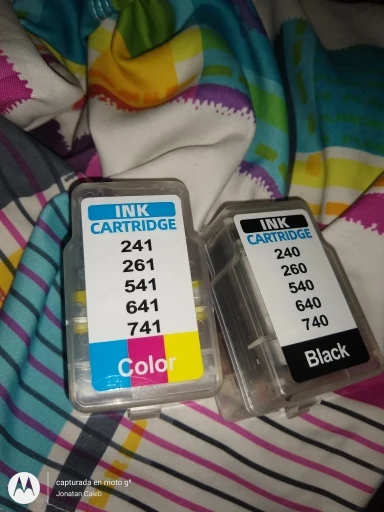 INK
CARTRIDGE
241
261
541
641
741
Color
INK
CARTRIDGE
240
260
540
640
740
Black
capturada en moto g⁶
Jonatan Caleb